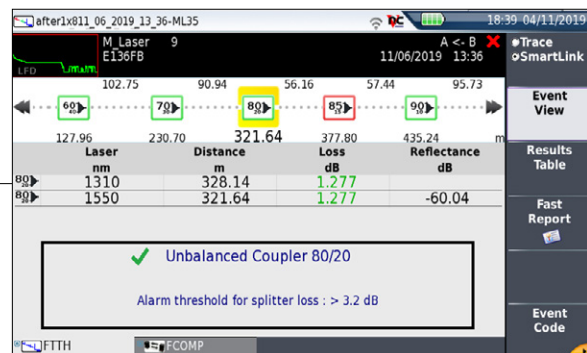 after1x811_06_2019_13_36-ML35
18:39 04/11/2019
M_Laser 9
A <- B
E136FB
11/06/2019 13:36
LFD
Trace
SmartLink
102.75 90.94 56.16 57.44 95.73
60 70 80 85 90
127.96 230.70 321.64 377.80 435.24 m
Event
View
Laser Distance Loss Reflectance
nm m dB dB
80 1310 328.14 1.277
80 1550 321.64 1.277 -60.04
Results
Table
Fast
Report
Unbalanced Coupler 80/20
Alarm threshold for splitter loss : > 3.2 dB
Event
Code
FTTH
FCOMP